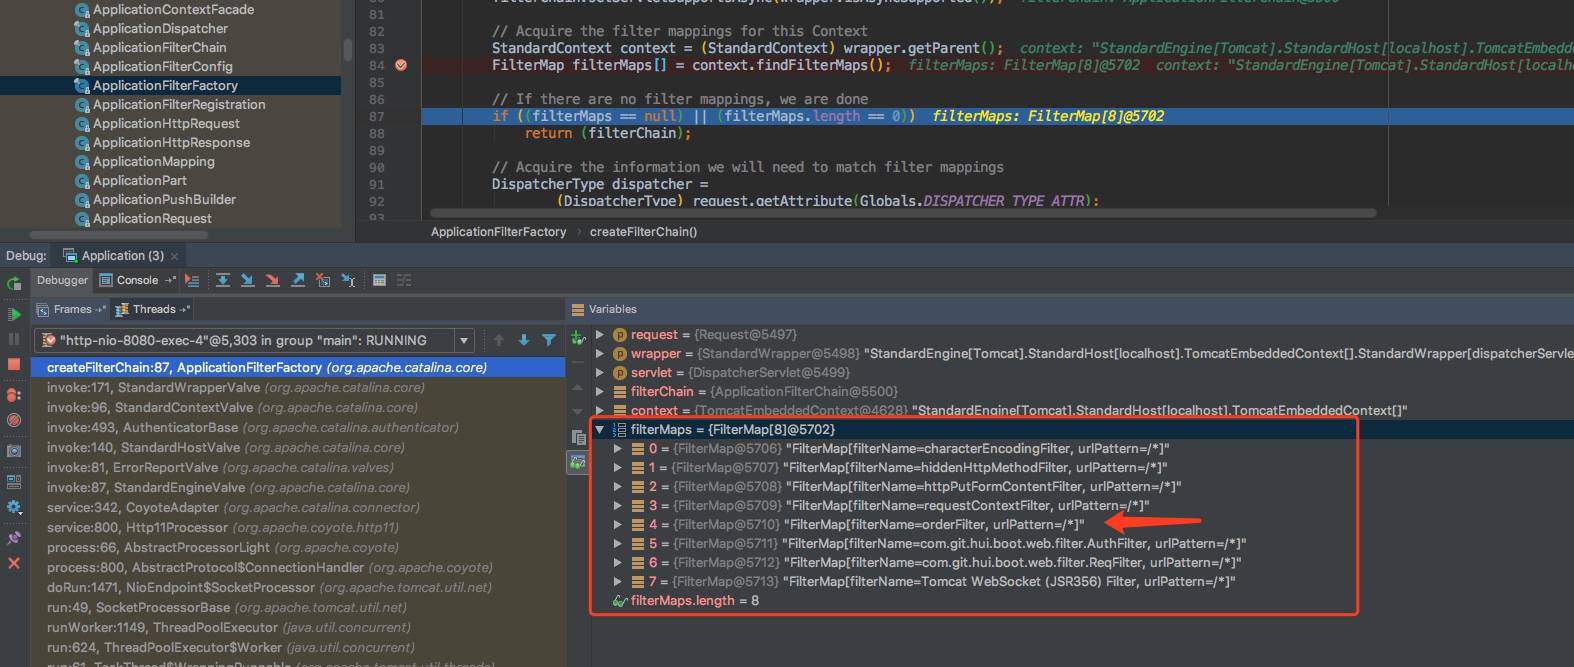 ApplicationContextFacade
ApplicationDispatcher
ApplicationFilterChain
ApplicationFilterConfig
ApplicationFilterFactory
ApplicationFilterRegistration
ApplicationHttpRequest
ApplicationHttpResponse
ApplicationMapping
ApplicationPart
ApplicationPushBuilder
ApplicationRequest
81
82 // Acquire the filter mappings for this Context
83 StandardContext context = (StandardContext) wrapper.getParent(); context: "StandardEngine[Tomcat].StandardHost[localhost].TomcatEmbedde
84 FilterMap filterMaps[] = context.findFilterMaps(); filterMaps: FilterMap[8]@5702 context: "StandardEngine[Tomcat].StandardHost[localh
85
86 // If there are no filter mappings, we are done
87 if ((filterMaps == null) || (filterMaps.length == 0)) filterMaps: FilterMap[8]@5702
88 return (filterChain);
89
90 // Acquire the information we will need to match filter mappings
91 DispatcherType dispatcher =
92 (DispatcherType) request.getAttribute(Globals.DISPATCHER_TYPE_ATTR);
93
ApplicationFilterFactory › createFilterChain()
Debug: Application (3) ×
Debugger Console
Frames Threads
"http-nio-8080-exec-4"@5,303 in group "main": RUNNING
createFilterChain:87, ApplicationFilterFactory (org.apache.catalina.core)
invoke:171, StandardWrapperValve (org.apache.catalina.core)
invoke:96, StandardContextValve (org.apache.catalina.core)
invoke:493, AuthenticatorBase (org.apache.catalina.authenticator)
invoke:140, StandardHostValve (org.apache.catalina.core)
invoke:81, ErrorReportValve (org.apache.catalina.valves)
invoke:87, StandardEngineValve (org.apache.catalina.core)
service:342, CoyoteAdapter (org.apache.catalina.connector)
service:800, Http11Processor (org.apache.coyote.http11)
process:66, AbstractProcessorLight (org.apache.coyote)
process:800, AbstractProtocol$ConnectionHandler (org.apache.coyote)
doRun:1471, NioEndpoint$SocketProcessor (org.apache.tomcat.util.net)
run:49, SocketProcessorBase (org.apache.tomcat.util.net)
runWorker:1149, ThreadPoolExecutor (java.util.concurrent)
run:624, ThreadPoolExecutor$Worker (java.util.concurrent)
run:61, TaskThread$WrappingRunnable (org.apache.tomcat.util.threads)
Variables
request = {Request@5497}
wrapper = {StandardWrapper@5498} "StandardEngine[Tomcat].StandardHost[localhost].TomcatEmbeddedContext[].StandardWrapper[dispatcherServle
servlet = {DispatcherServlet@5499}
filterChain = {ApplicationFilterChain@5500}
context = {TomcatEmbeddedContext@4628} "StandardEngine[Tomcat].StandardHost[localhost].TomcatEmbeddedContext[]"
filterMaps = {FilterMap[8]@5702}
0 = {FilterMap@5706} "FilterMap[filterName=characterEncodingFilter, urlPattern=/*]"
1 = {FilterMap@5707} "FilterMap[filterName=hiddenHttpMethodFilter, urlPattern=/*]"
2 = {FilterMap@5708} "FilterMap[filterName=httpPutFormContentFilter, urlPattern=/*]"
3 = {FilterMap@5709} "FilterMap[filterName=requestContextFilter, urlPattern=/*]"
4 = {FilterMap@5710} "FilterMap[filterName=orderFilter, urlPattern=/*]"
5 = {FilterMap@5711} "FilterMap[filterName=com.git.hui.boot.web.filter.AuthFilter, urlPattern=/*]"
6 = {FilterMap@5712} "FilterMap[filterName=com.git.hui.boot.web.filter.ReqFilter, urlPattern=/*]"
7 = {FilterMap@5713} "FilterMap[filterName=Tomcat WebSocket (JSR356) Filter, urlPattern=/*]"
filterMaps.length = 8